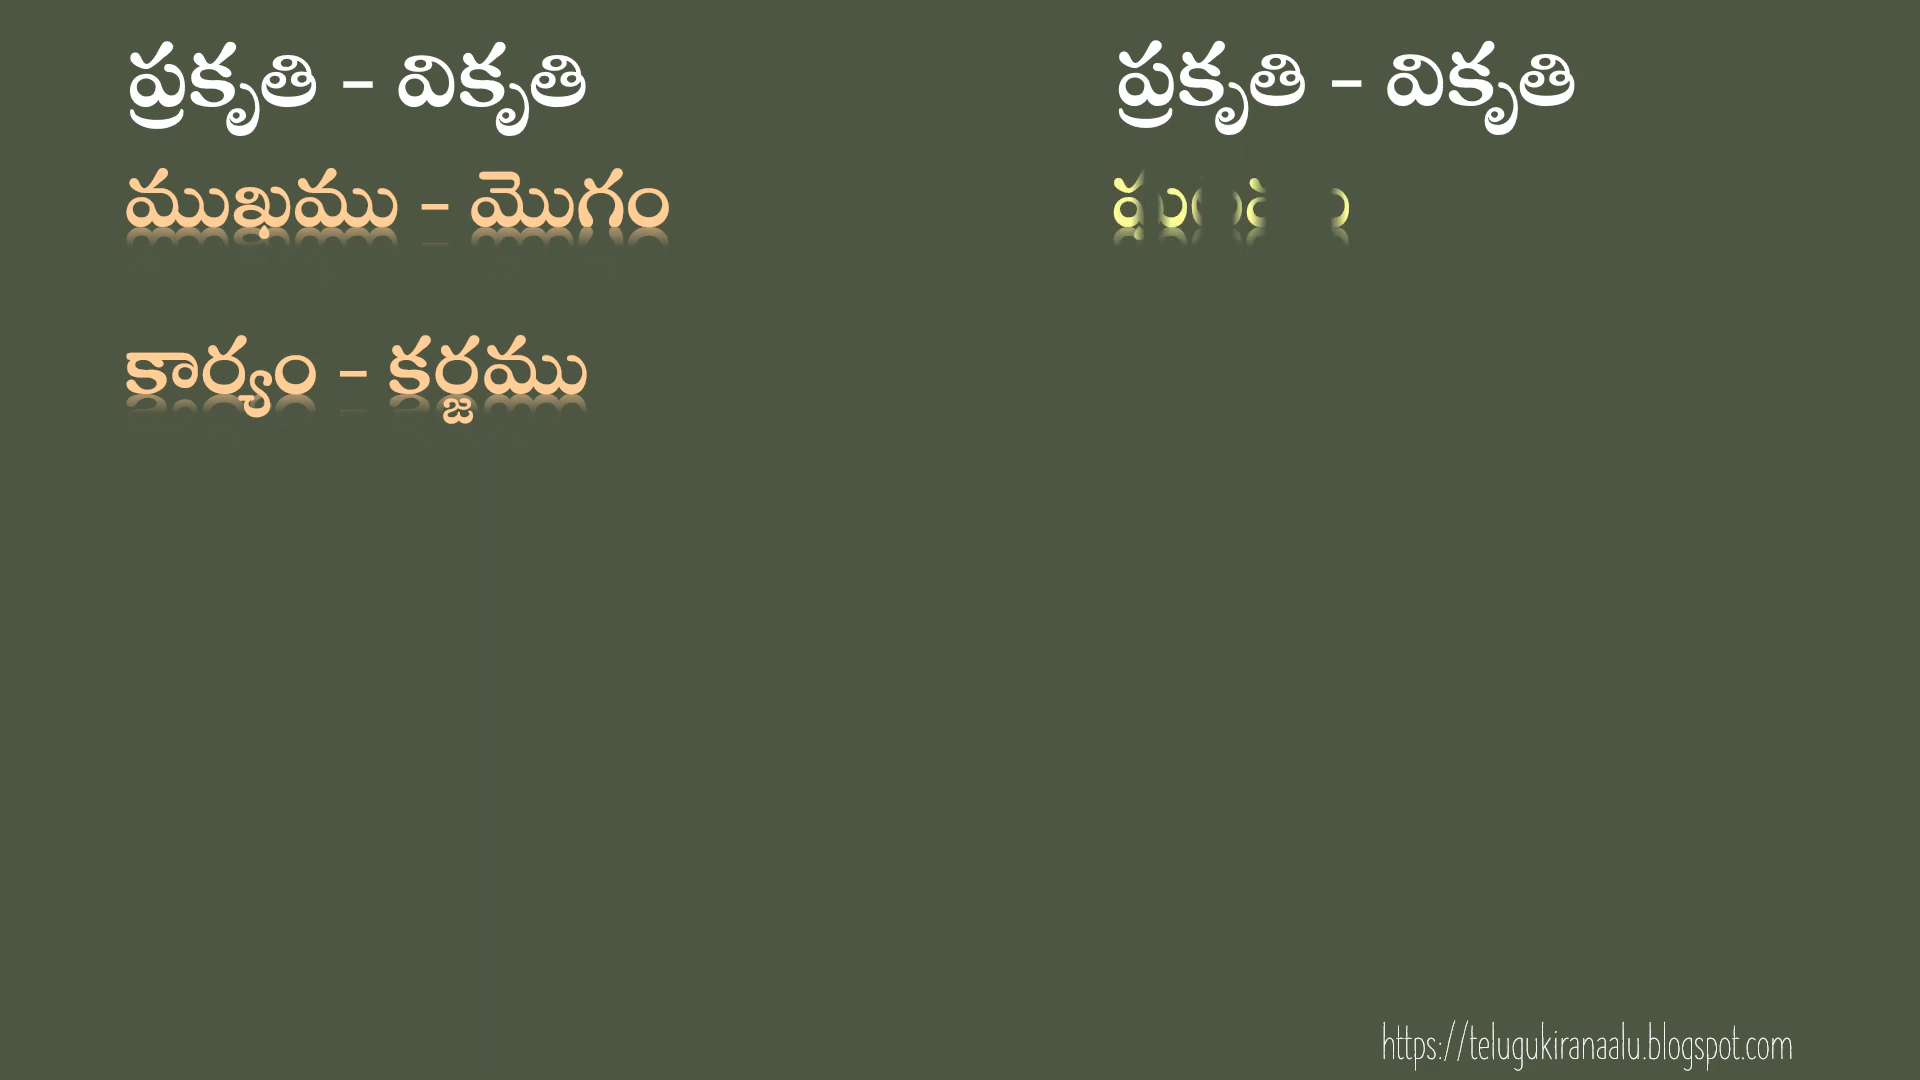 ప్రకృతి - వికృతి
ముఖము - మొగం
కార్యం - కర్జము
ప్రకృతి - వికృతి
https://telugukiranaalu.blogspot.com